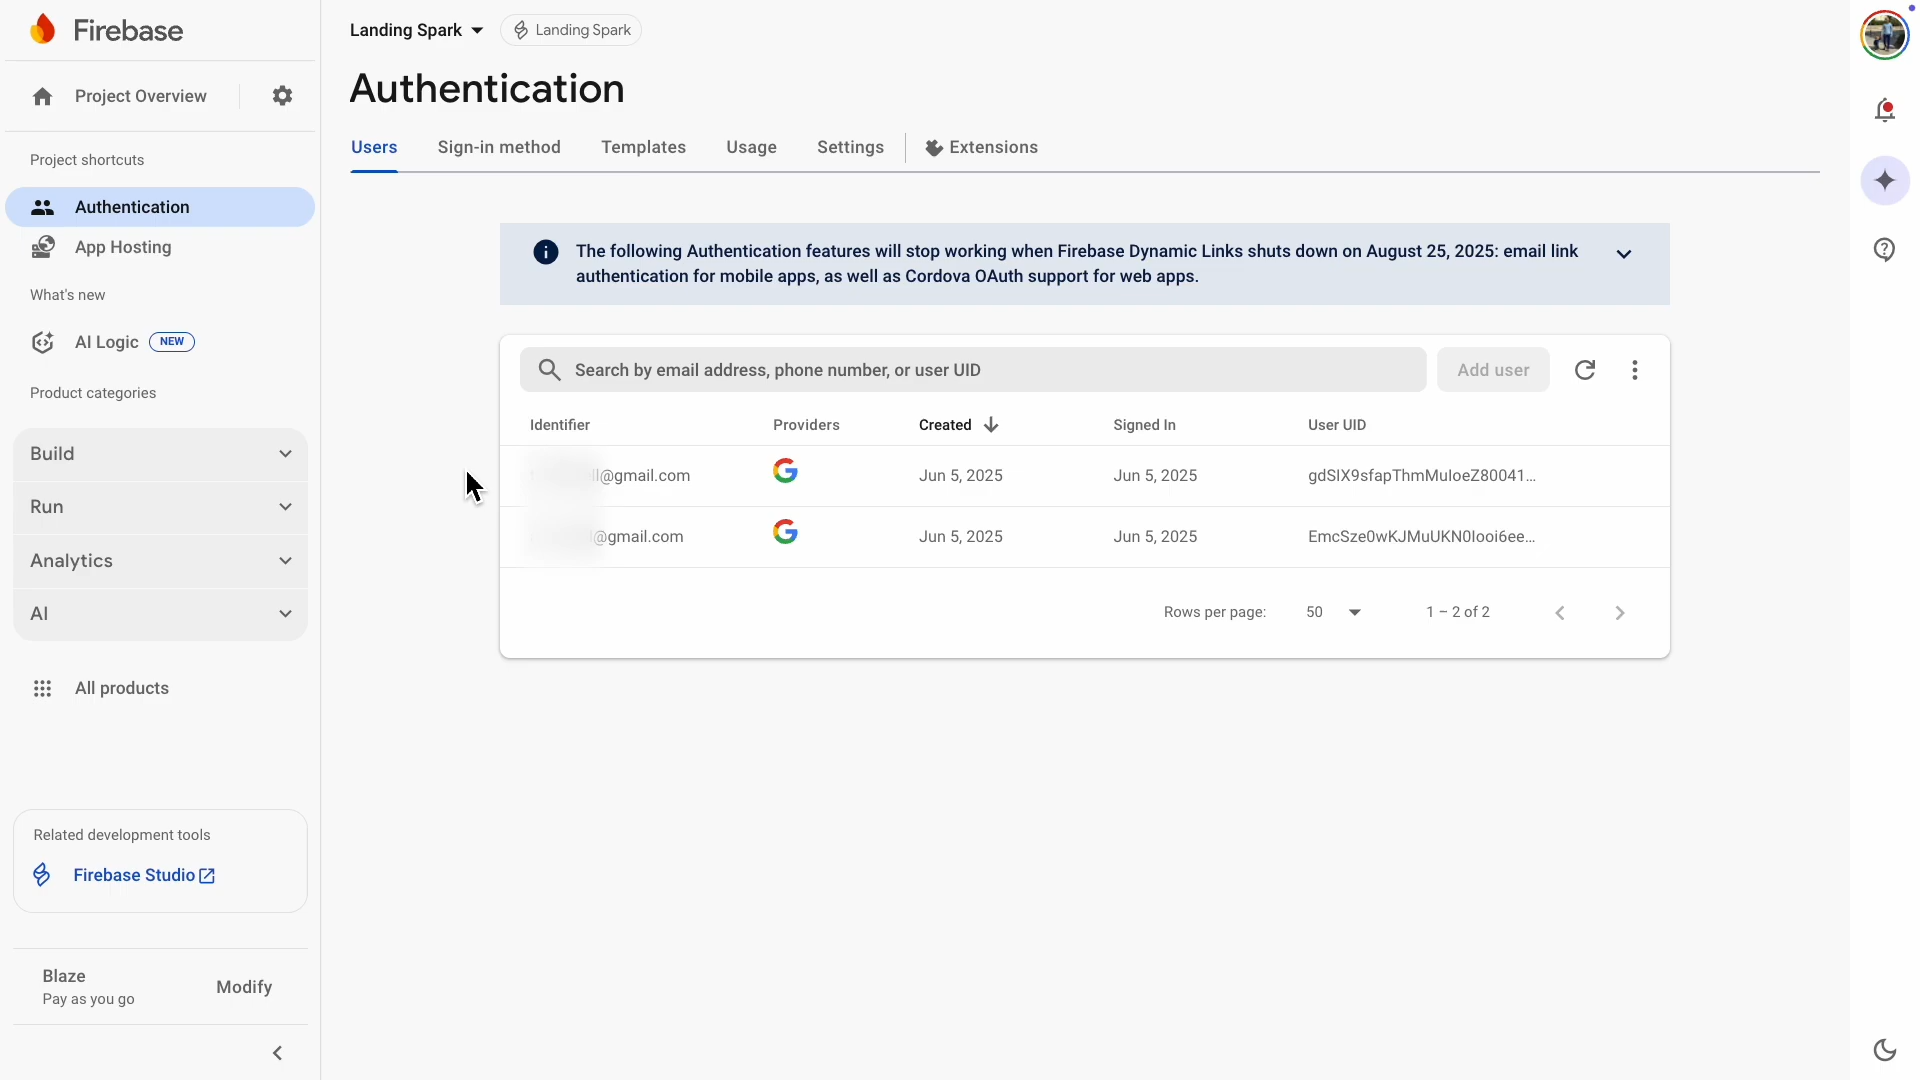 Firebase
Project Overview
Project shortcuts
Authentication
App Hosting
What's new
AI Logic NEW
Product categories
Build
Run
Analytics
AI
All products
Related development tools
Firebase Studio
Blaze
Pay as you go
Modify
Landing Spark
Landing Spark
Authentication
Users Sign-in method Templates Usage Settings Extensions
The following Authentication features will stop working when Firebase Dynamic Links shuts down on August 25, 2025: email link
authentication for mobile apps, as well as Cordova OAuth support for web apps.
Search by email address, phone number, or user UID
Add user
Identifier Providers Created Signed In User UID
@gmail.com Jun 5, 2025 Jun 5, 2025 gdSIX9sfapThmMuloeZ80041...
@gmail.com Jun 5, 2025 Jun 5, 2025 EmcSze0wKJMuUKN0Iooi6ee...
Rows per page: 50 1 – 2 of 2